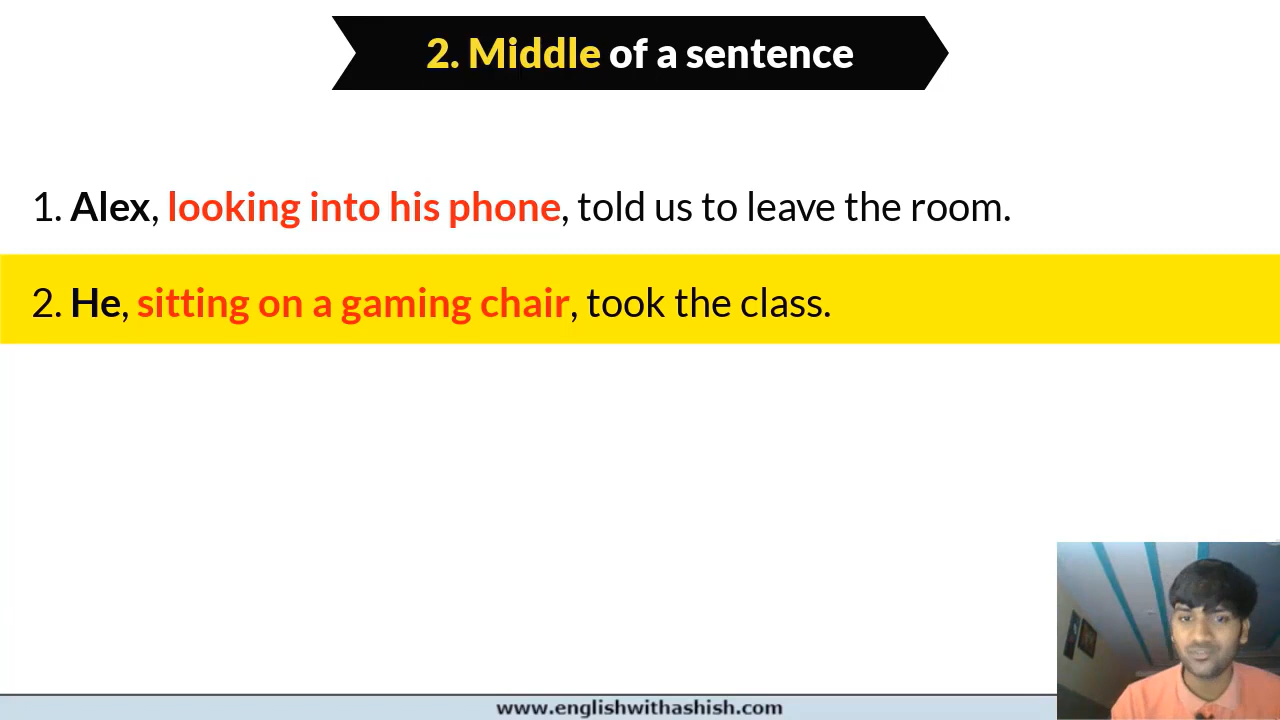 2. Middle of a sentence
1. Alex, looking into his phone, told us to leave the room.
2. He, sitting on a gaming chair, took the class.
www.englishwithashish.com